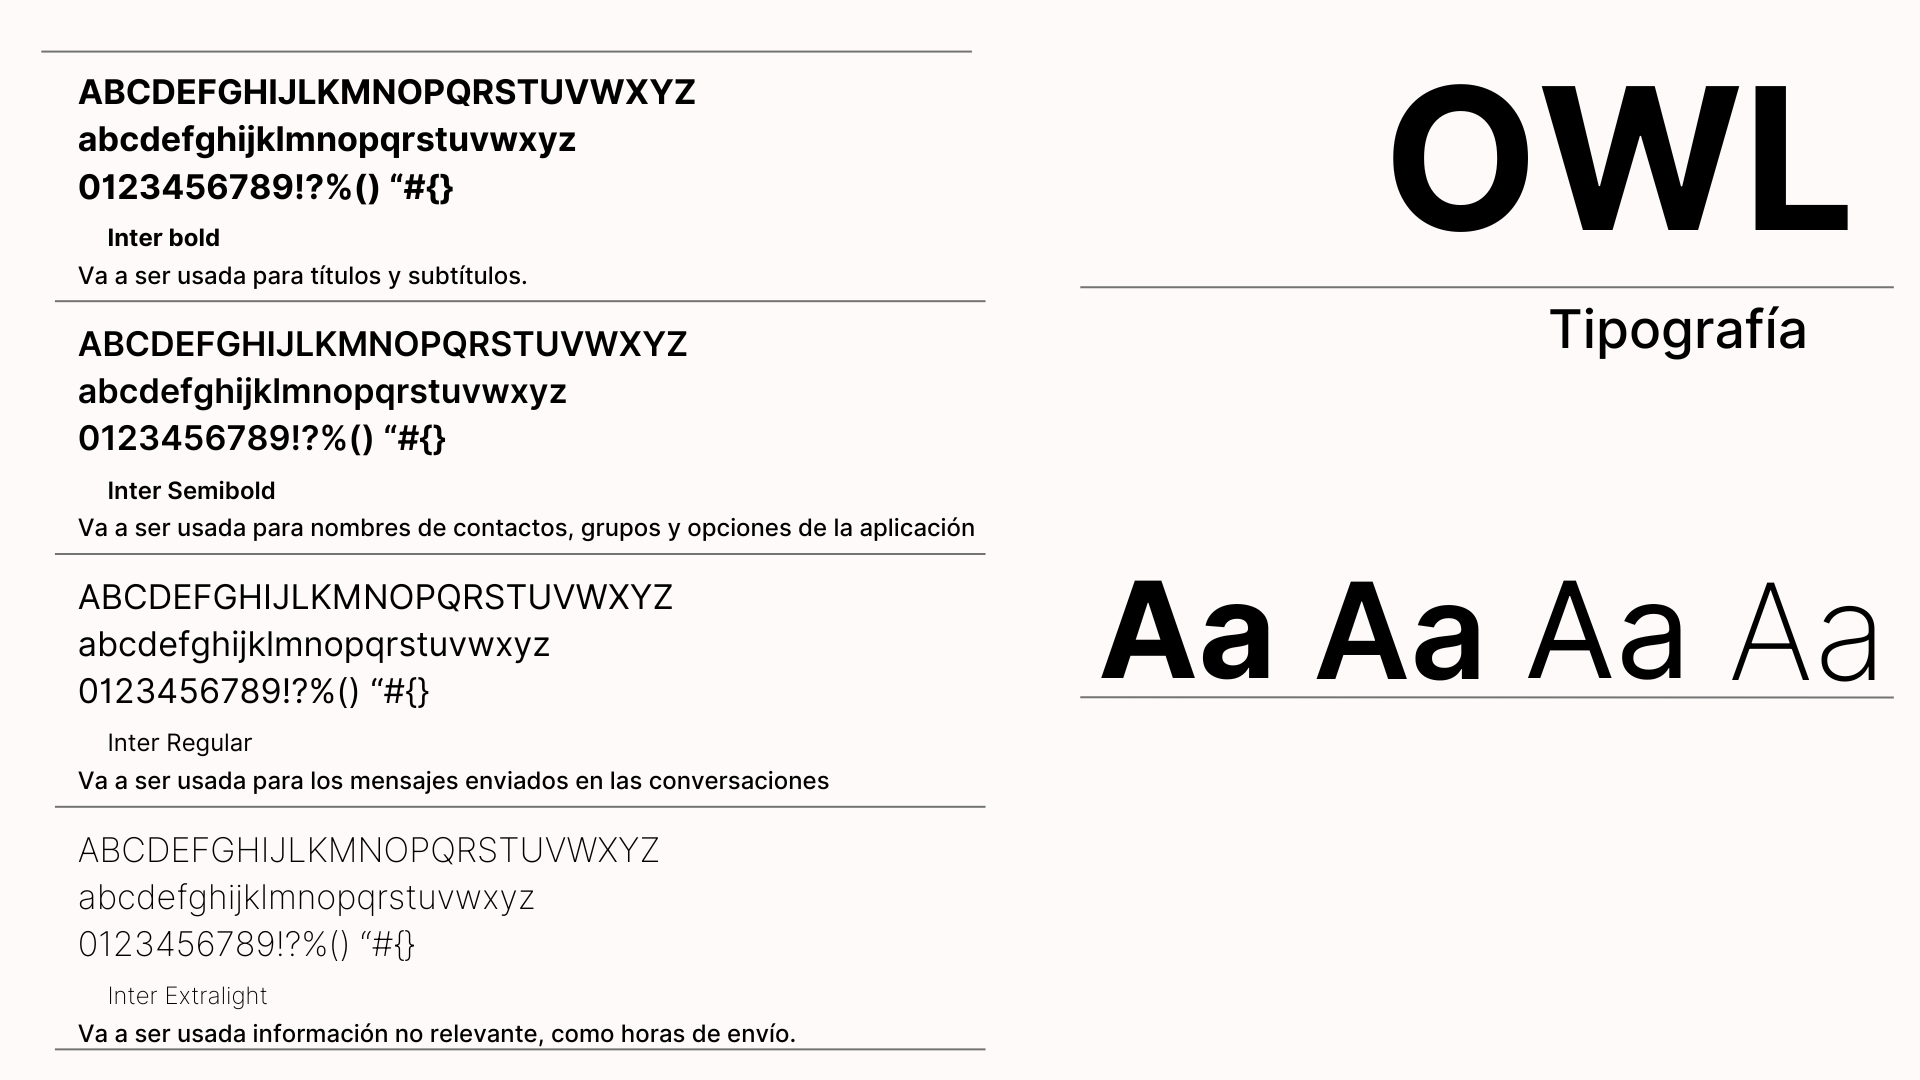 ABCDEFGHIJLKMNOPQRSTUVWXYZ
abcdefghijklmnopqrstuvwxyz
0123456789!?%() “#{}
Inter bold
Va a ser usada para títulos y subtítulos.
ABCDEFGHIJLKMNOPQRSTUVWXYZ
abcdefghijklmnopqrstuvwxyz
0123456789!?%() “#{}
Inter Semibold
Va a ser usada para nombres de contactos, grupos y opciones de la aplicación
ABCDEFGHIJLKMNOPQRSTUVWXYZ
abcdefghijklmnopqrstuvwxyz
0123456789!?%() “#{}
Inter Regular
Va a ser usada para los mensajes enviados en las conversaciones
ABCDEFGHIJLKMNOPQRSTUVWXYZ
abcdefghijklmnopqrstuvwxyz
0123456789!?%() “#{}
Inter Extralight
Va a ser usada información no relevante, como horas de envío.
OWL
Tipografía
Aa Aa Aa Aa